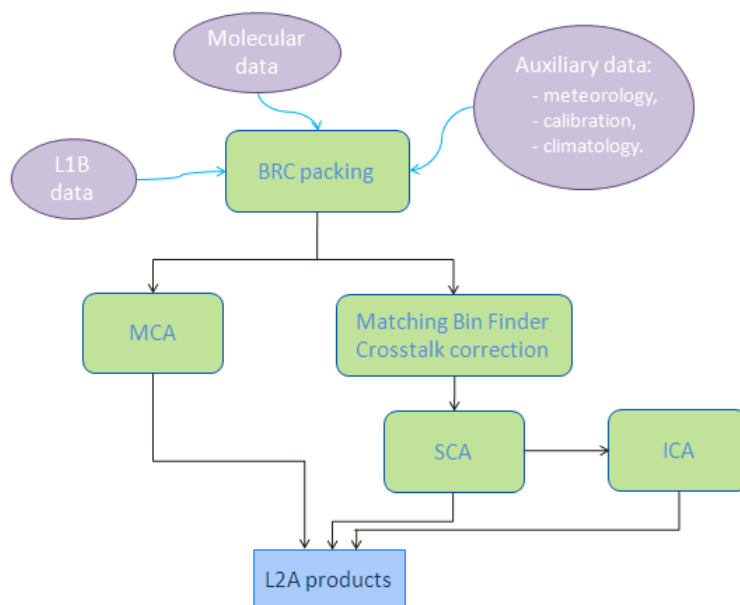 Molecular
data
Auxiliary data:
- meteorology,
- calibration,
- climatology.
L1B
data
BRC packing
MCA
Matching Bin Finder
Crosstalk correction
SCA
ICA
L2A products